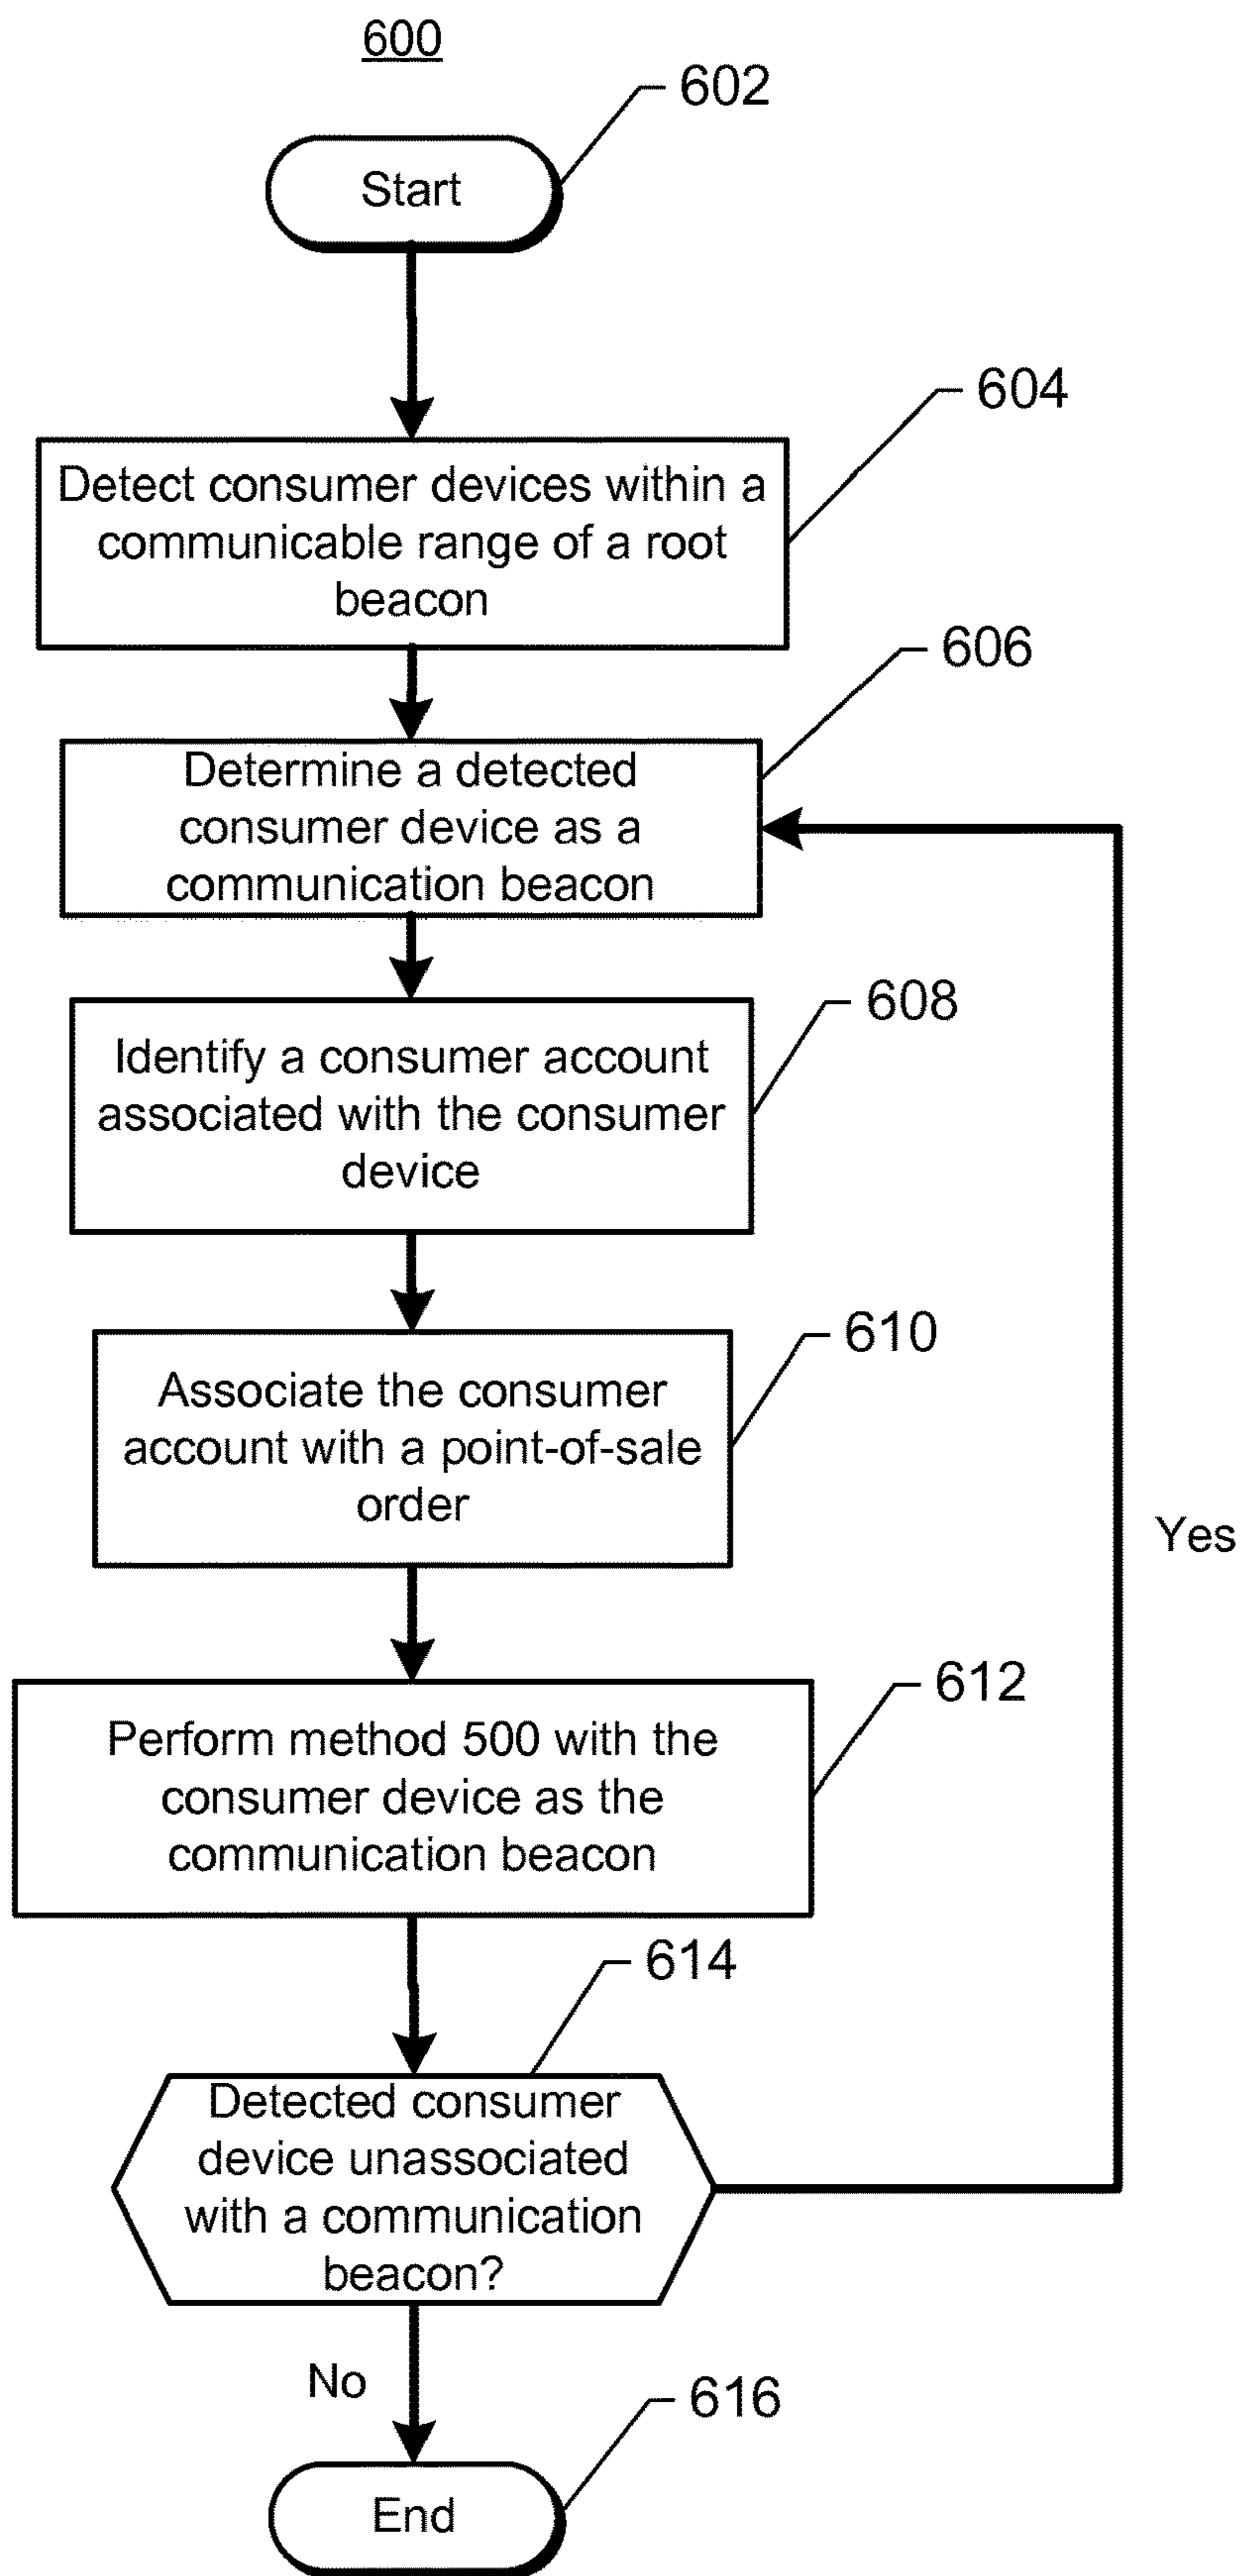 600
602
Start
604
Detect consumer devices within a
communicable range of a root
beacon
606
Determine a detected
consumer device as a
communication beacon
608
Identify a consumer account
associated with the consumer
device
610
Associate the consumer
account with a point-of-sale
order
Yes
612
Perform method 500 with the
consumer device as the
communication beacon
614
Detected consumer
device unassociated
with a communication
beacon?
No
616
End